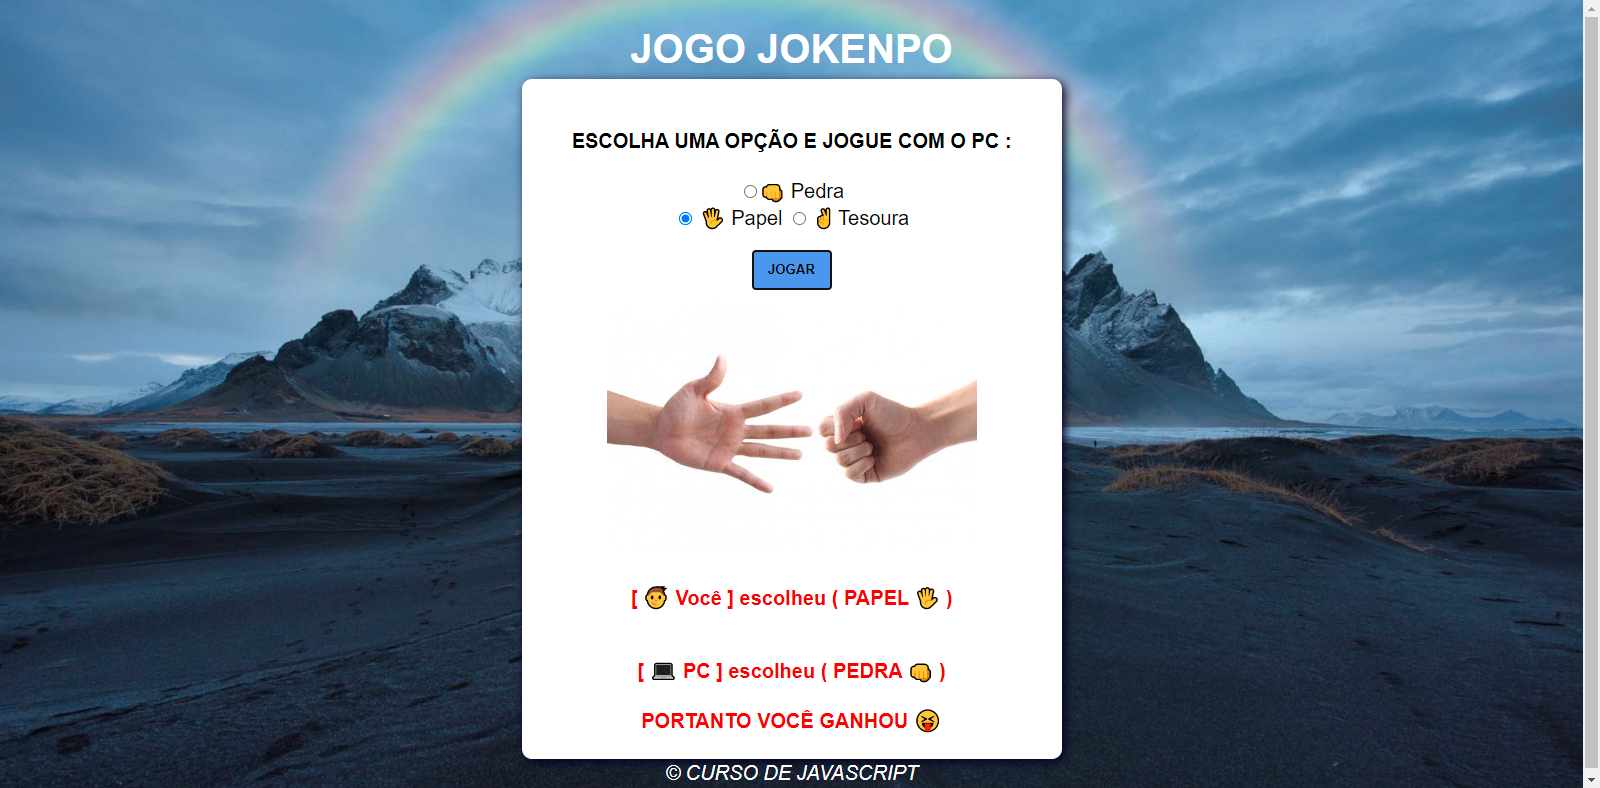 JOGO JOKENPO
ESCOLHA UMA OPÇÃO E JOGUE COM O PC :
👊 Pedra
🖐 Papel ✌ Tesoura
JOGAR
[ 🧑 Você ] escolheu ( PAPEL 🖐 )
[ 💻 PC ] escolheu ( PEDRA 👊 )
PORTANTO VOCÊ GANHOU 😝
© CURSO DE JAVASCRIPT